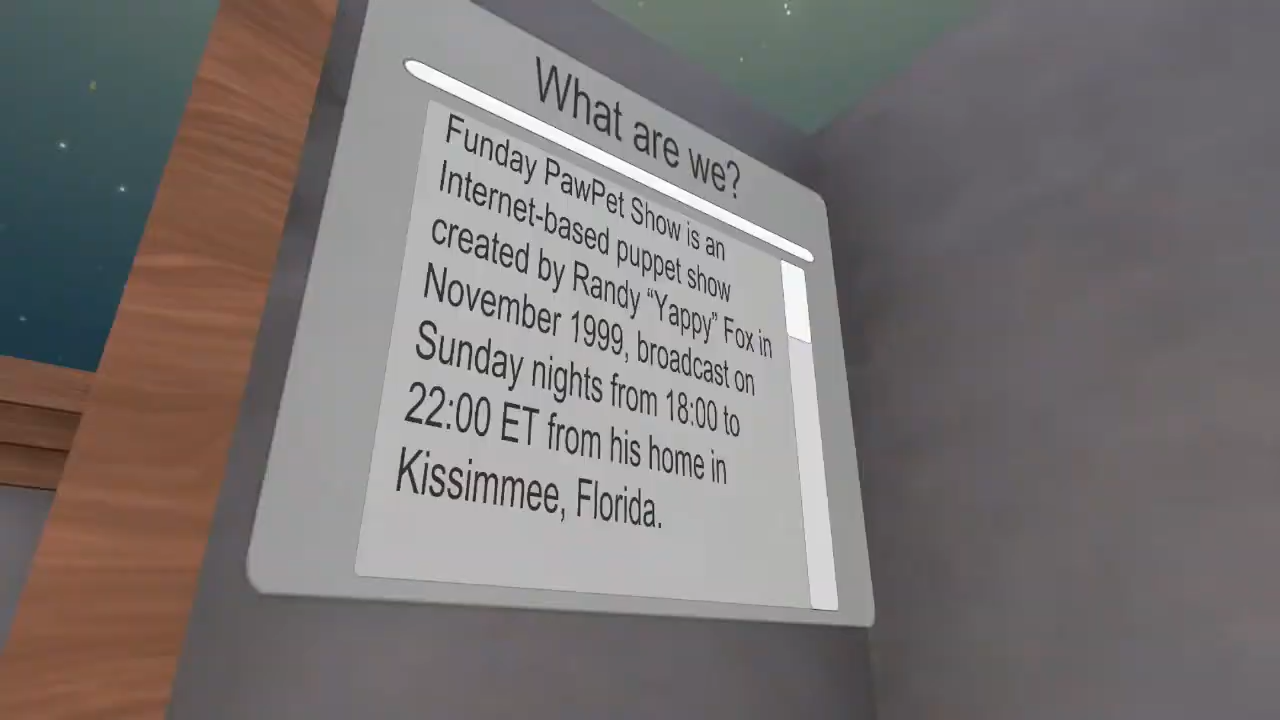 What are we?
Funday PawPet Show is an
Internet-based puppet show
created by Randy “Yappy” Fox in
November 1999, broadcast on
Sunday nights from 18:00 to
22:00 ET from his home in
Kissimmee, Florida.